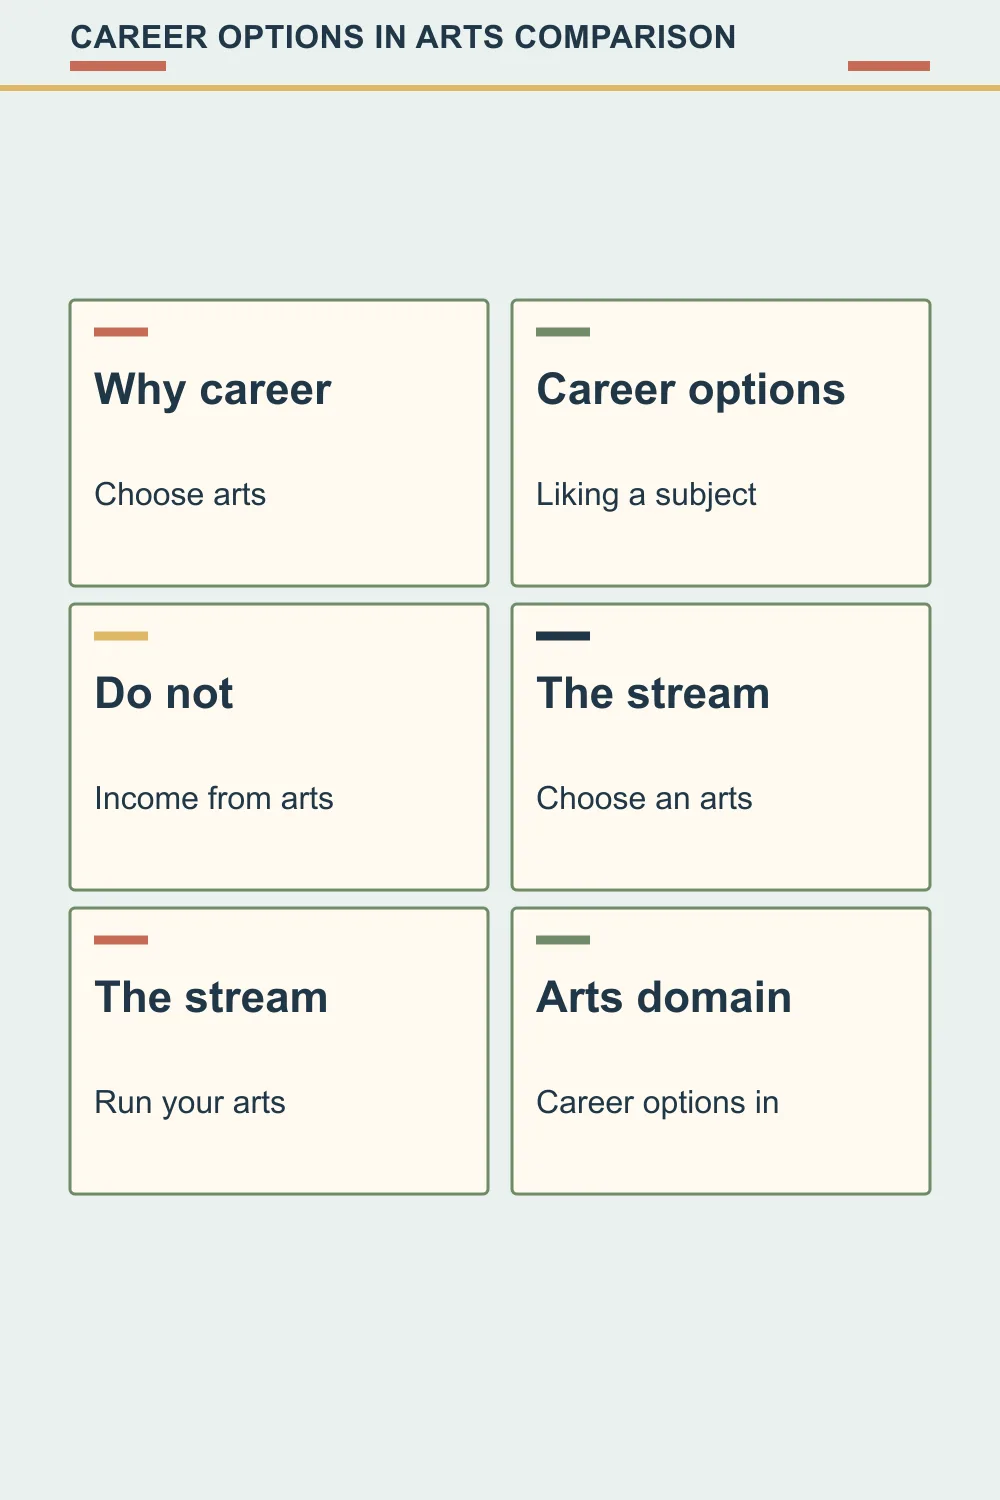 CAREER OPTIONS IN ARTS COMPARISON
Why career
Choose arts
Career options
Liking a subject
Do not
Income from arts
The stream
Choose an arts
The stream
Run your arts
Arts domain
Career options in